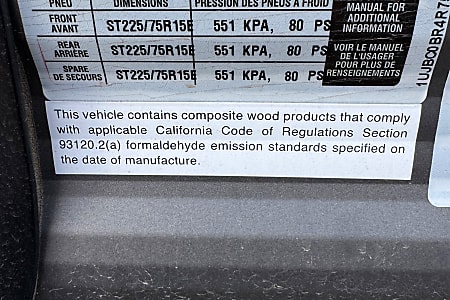 PNEU DIMENSIONS PRESSION DES PNEUS À FROID
FRONT ST225/75R15E 551 KPA, 80 PS
AVANT
REAR ST225/75R15E 551 KPA, 80 PS
ARRIÈRE
SPARE ST225/75R15E 551 KPA, 80 PS
DE SECOURS
MANUAL FOR
ADDITIONAL
INFORMATION
VOIR LE MANUEL
DE L'USAGER
POUR PLUS DE
RENSEIGNEMENTS
This vehicle contains composite wood products that comply
with applicable California Code of Regulations Section
93120.2(a) formaldehyde emission standards specified on
the date of manufacture.